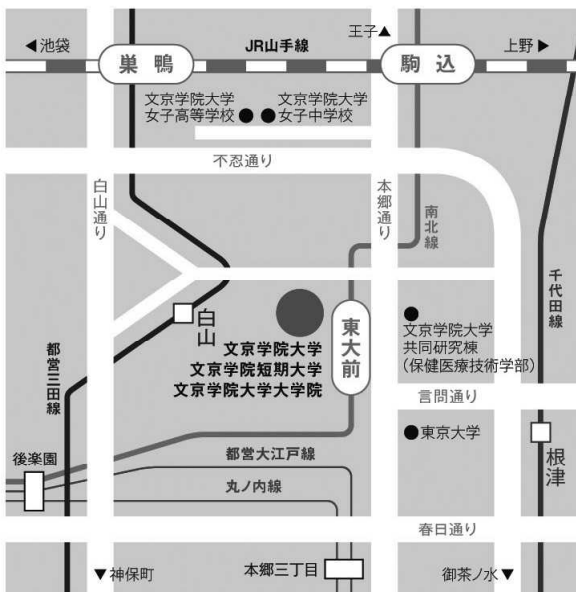 ◀池袋
JR山手線
王子▲
上野▶
巣鴨
駒込
文京学院大学
女子高等学校
文京学院大学
女子中学校
不忍通り
白山通り
本郷通り
南北線
千代田線
白山
東大前
文京学院大学
文京学院短期大学
文京学院大学大学院
文京学院大学
共同研究棟
(保健医療技術学部)
都営三田線
言問通り
東京大学
根津
後楽園
都営大江戸線
丸ノ内線
春日通り
▼神保町
本郷三丁目
御茶ノ水▼